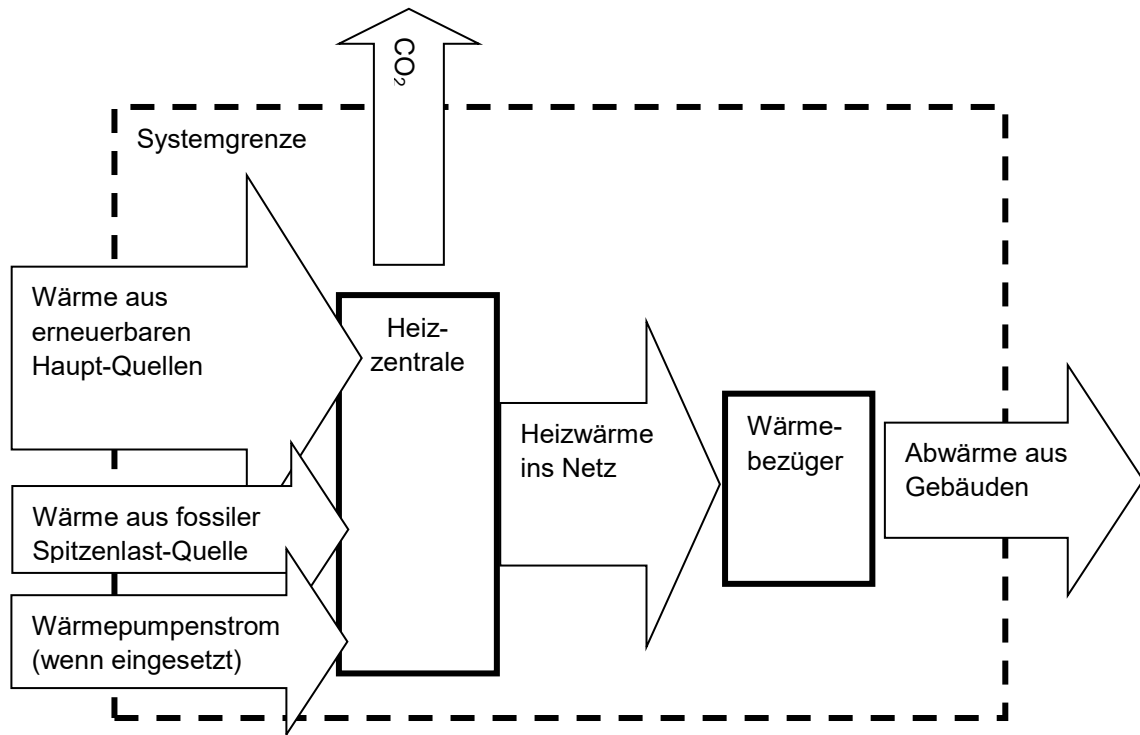 CO₂
Systemgrenze
Wärme aus
erneuerbaren
Haupt-Quellen
Heiz-
zentrale
Wärme aus fossiler
Spitzenlast-Quelle
Wärmepumpenstrom
(wenn eingesetzt)
Heizwärme
ins Netz
Wärme-
bezüger
Abwärme aus
Gebäuden